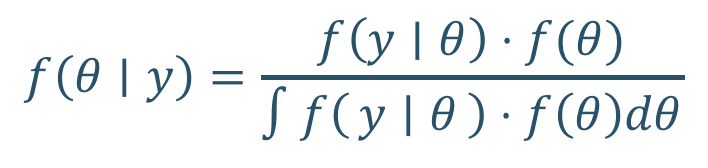 f(θ | y) = f(y | θ) · f(θ) / ∫ f( y | θ ) · f(θ)dθ